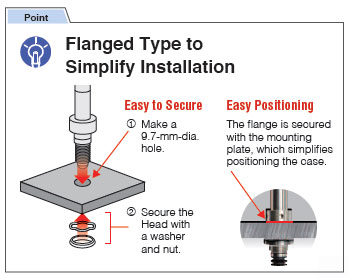 Point
Flanged Type to
Simplify Installation
Easy to Secure
① Make a
9.7-mm-dia.
hole.
② Secure the
Head with
a washer
and nut.
Easy Positioning
The flange is secured
with the mounting
plate, which simplifies
positioning the case.